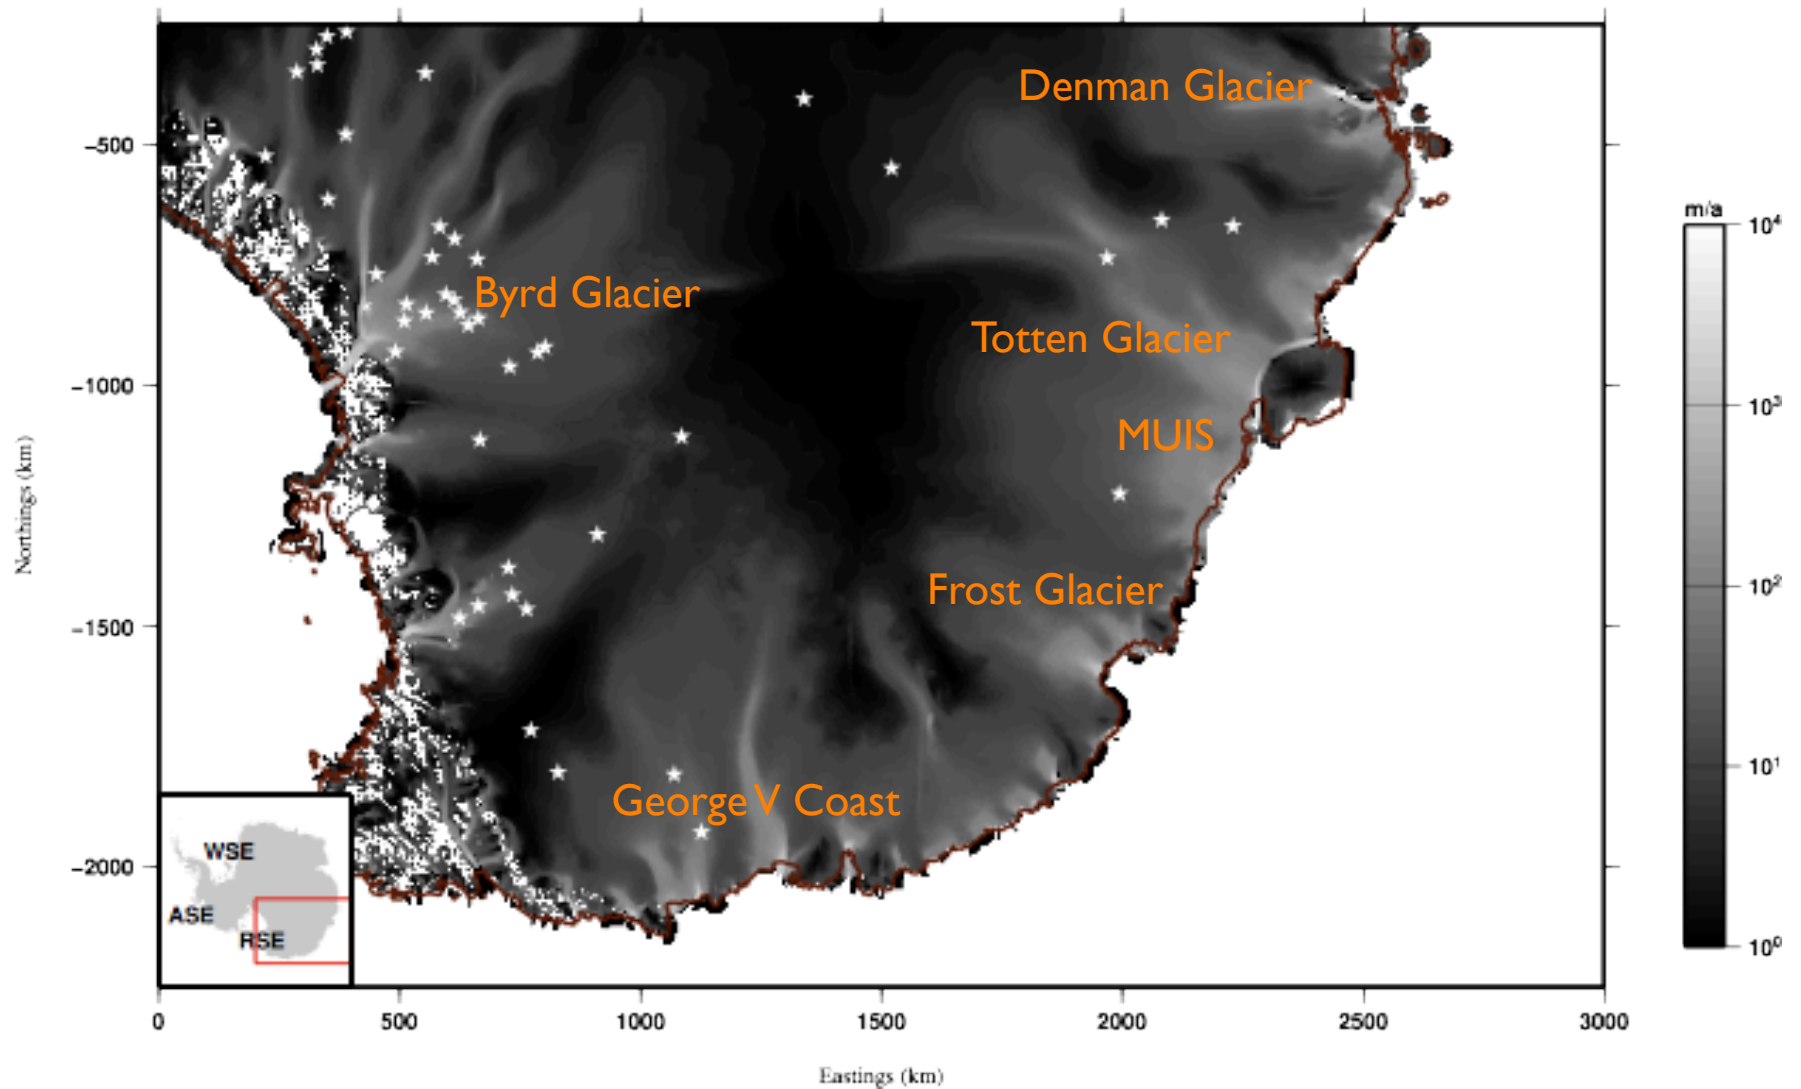 Denman Glacier
Byrd Glacier
Totten Glacier
MUIS
Frost Glacier
George V Coast
WSE
ASE
RSE
m/a
10⁴
10³
10²
10¹
10⁰
−500
−1000
−1500
−2000
Northings (km)
0 500 1000 1500 2000 2500 3000
Eastings (km)